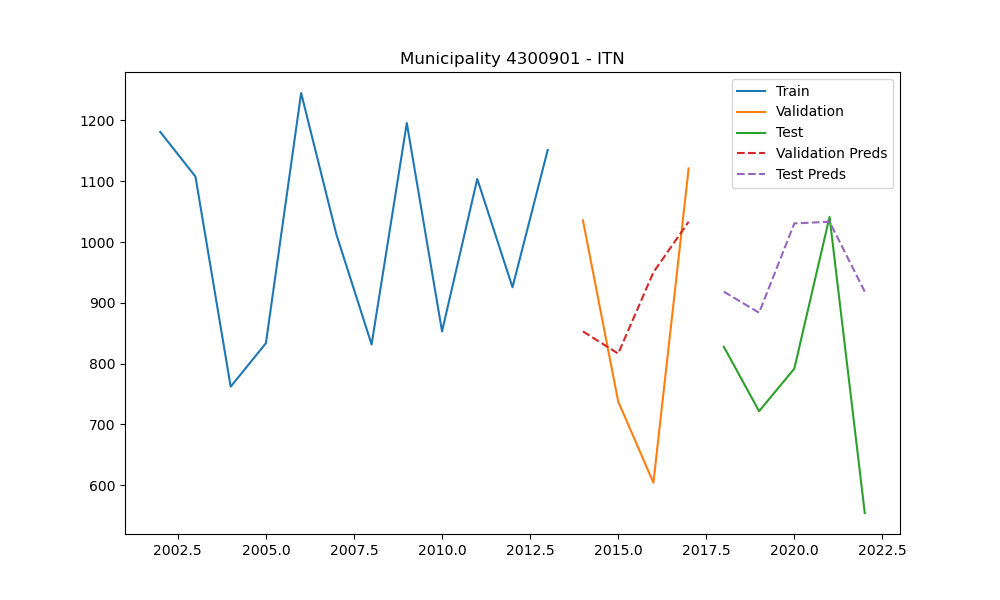 Municipality 4300901 - ITN
Train
Validation
Test
Validation Preds
Test Preds
1200
1100
1000
900
800
700
600
2002.5 2005.0 2007.5 2010.0 2012.5 2015.0 2017.5 2020.0 2022.5